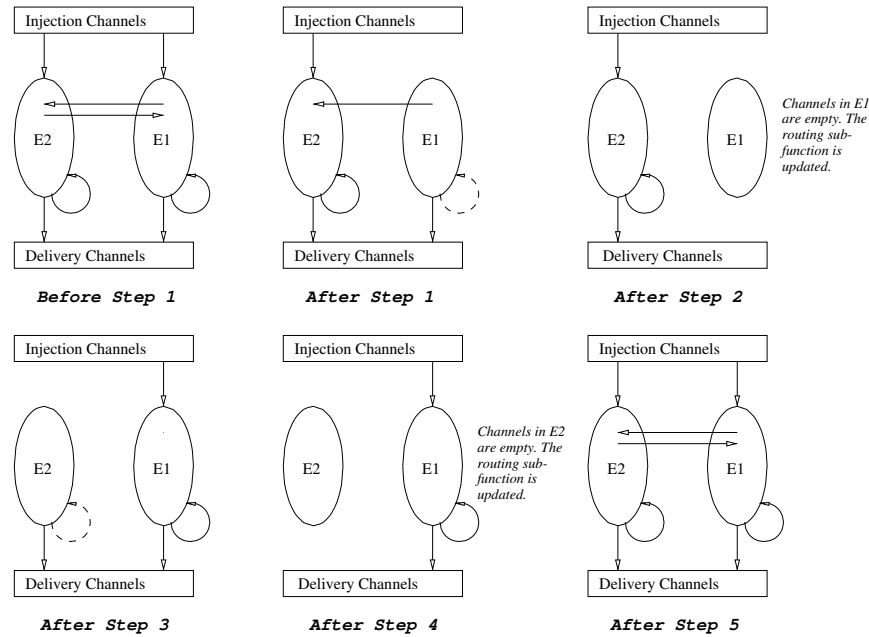 Injection Channels
Injection Channels
Injection Channels
E2
E1
E2
E1
E2
E1
Channels in E1
are empty. The
routing sub-
function is
updated.
Delivery Channels
Delivery Channels
Delivery Channels
Before Step 1
After Step 1
After Step 2
Injection Channels
Injection Channels
Injection Channels
E2
E1
E2
E1
Channels in E2
are empty. The
routing sub-
function is
updated.
E2
E1
Delivery Channels
Delivery Channels
Delivery Channels
After Step 3
After Step 4
After Step 5